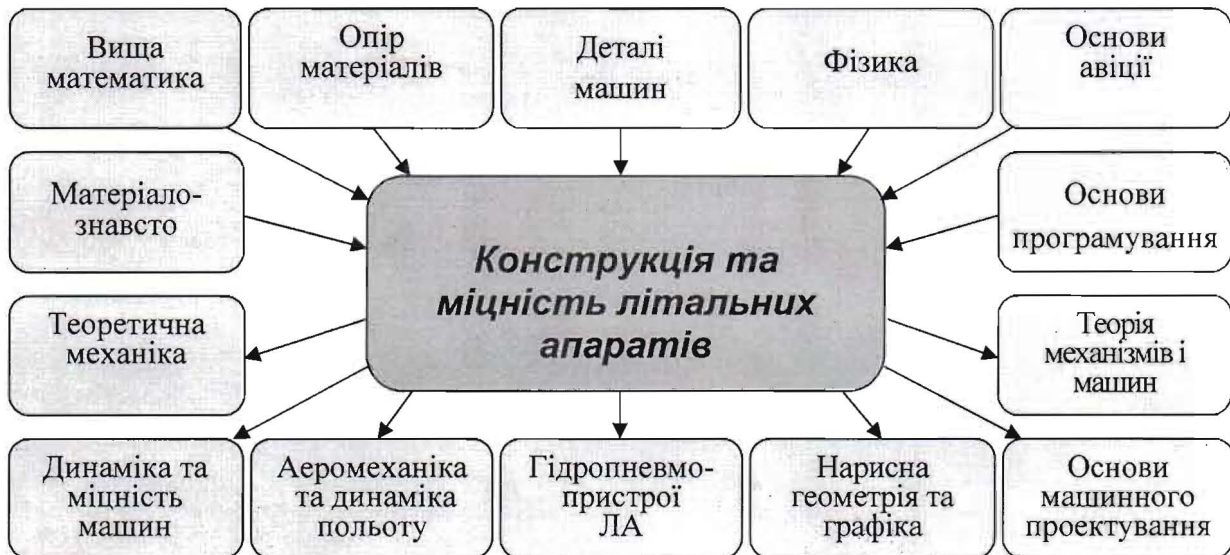 Вища
математика
Опір
матеріалів
Деталі
машин
Фізика
Основи
авіції
Матеріало-
знавсто
Основи
програмування
Конструкція та
міцність літальних
апаратів
Теоретична
механіка
Теорія
механізмів і
машин
Динаміка та
міцність
машин
Аеромеханіка
та динаміка
польоту
Гідропневмо-
пристрої
ЛА
Нарисна
геометрія та
графіка
Основи
машинного
проектування